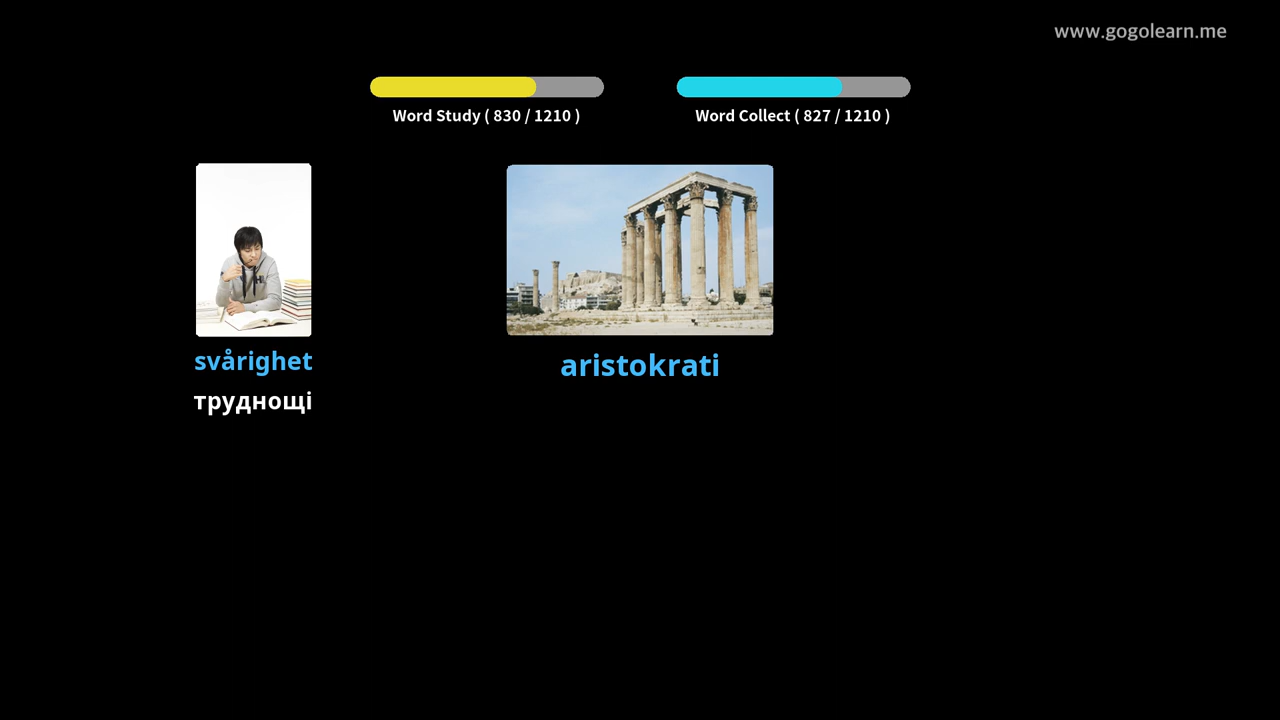 www.gogolearn.me
Word Study ( 830 / 1210 )
Word Collect ( 827 / 1210 )
svårighet
труднощі
aristokrati